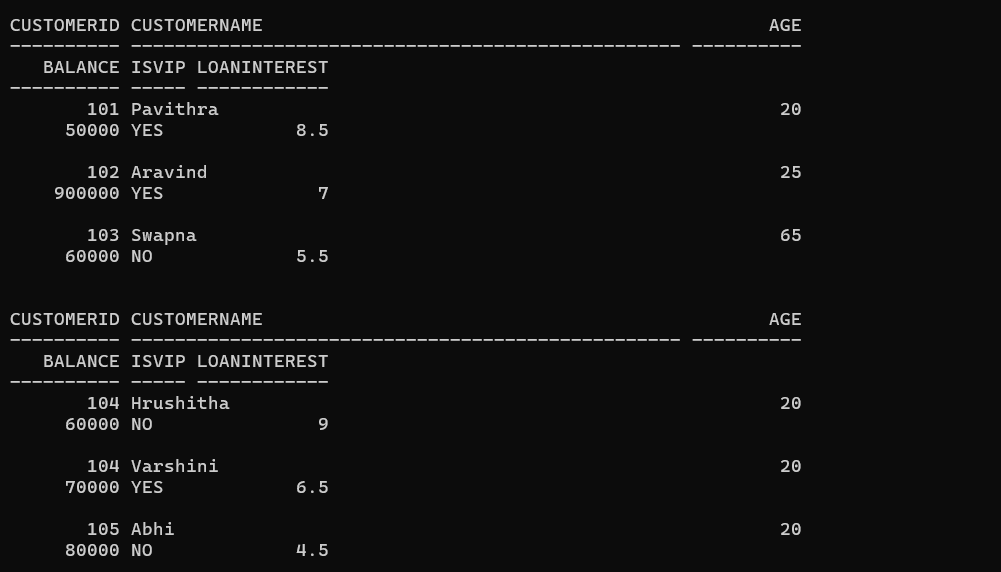 CUSTOMERID CUSTOMERNAME                                              AGE
---------- -------------------------------------------------- ----------
   BALANCE ISVIP LOANINTEREST
---------- ----- ------------
       101 Pavithra                                                   20
     50000 YES            8.5

       102 Aravind                                                    25
    900000 YES              7

       103 Swapna                                                     65
     60000 NO             5.5


CUSTOMERID CUSTOMERNAME                                              AGE
---------- -------------------------------------------------- ----------
   BALANCE ISVIP LOANINTEREST
---------- ----- ------------
       104 Hrushitha                                                  20
     60000 NO               9

       104 Varshini                                                   20
     70000 YES            6.5

       105 Abhi                                                       20
     80000 NO             4.5